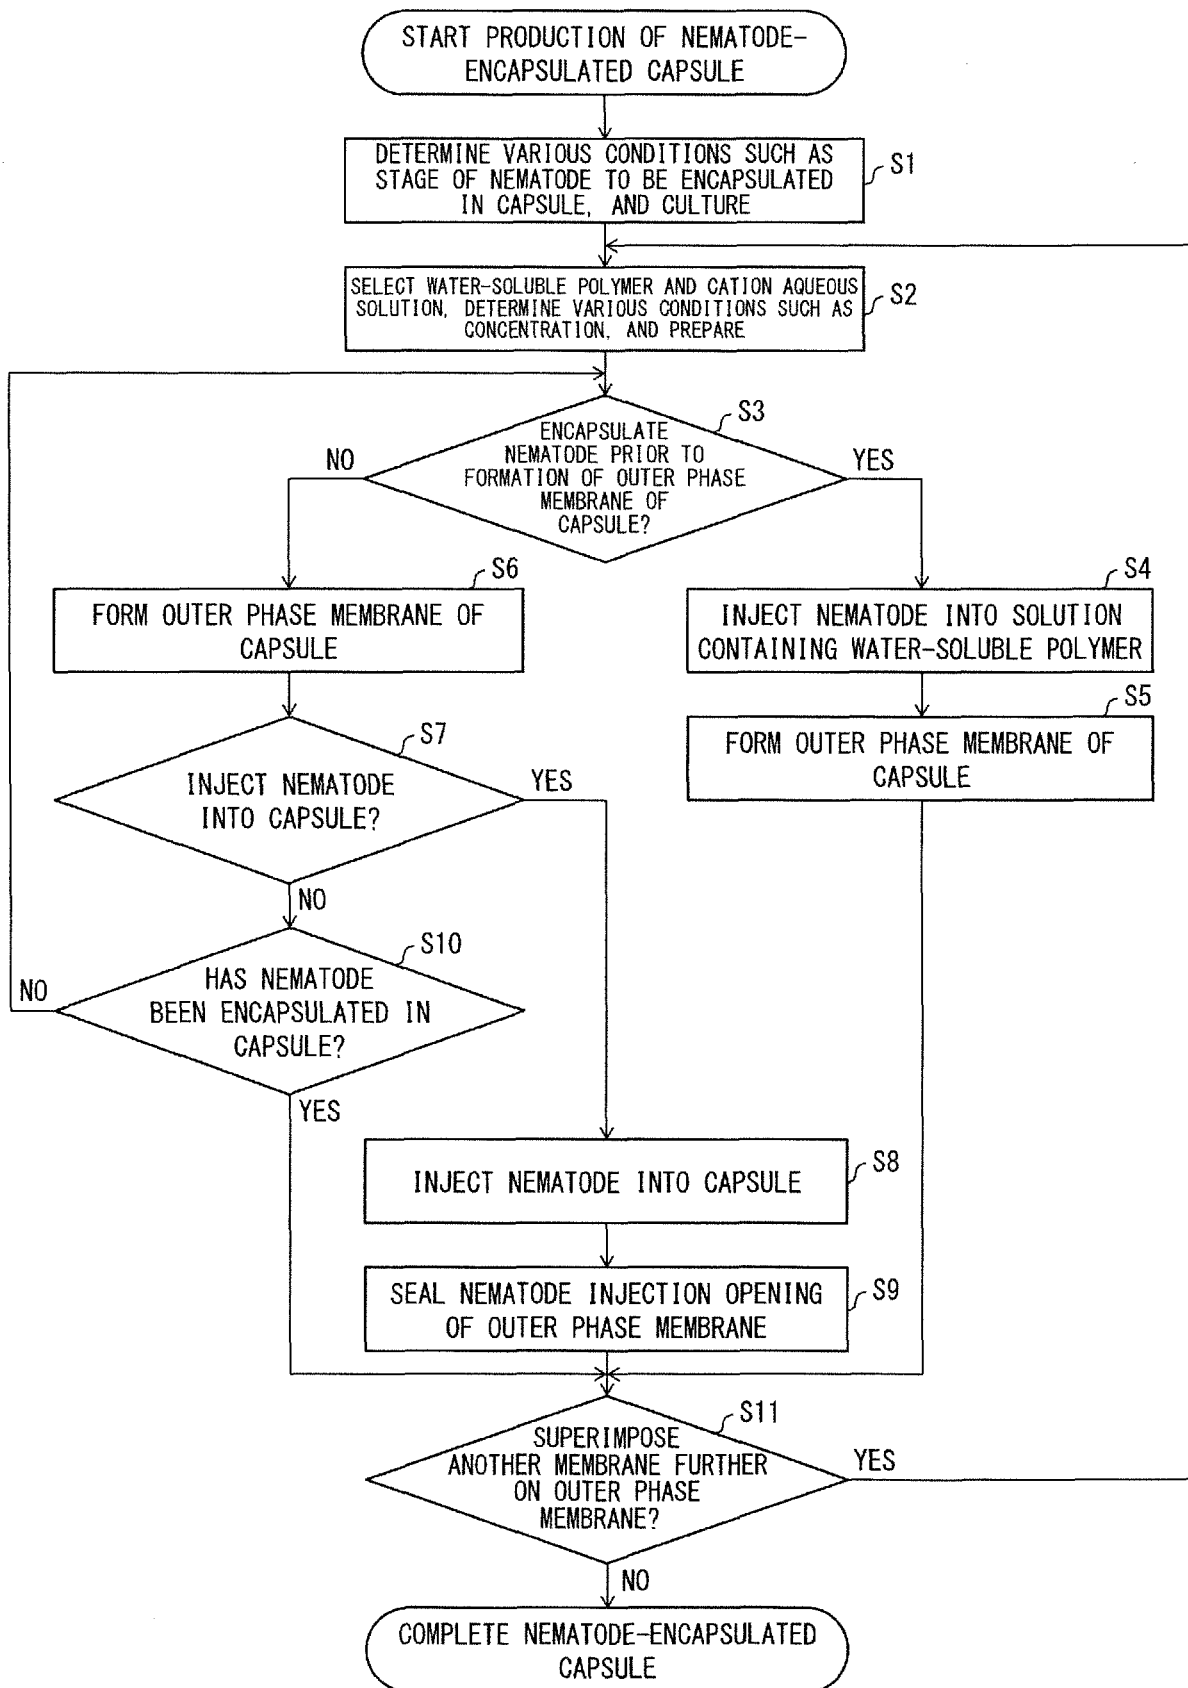 START PRODUCTION OF NEMATODE-
ENCAPSULATED CAPSULE
DETERMINE VARIOUS CONDITIONS SUCH AS
STAGE OF NEMATODE TO BE ENCAPSULATED
IN CAPSULE, AND CULTURE
S1
SELECT WATER-SOLUBLE POLYMER AND CATION AQUEOUS
SOLUTION, DETERMINE VARIOUS CONDITIONS SUCH AS
CONCENTRATION, AND PREPARE
S2
S3
ENCAPSULATE
NEMATODE PRIOR TO
FORMATION OF OUTER PHASE
MEMBRANE OF
CAPSULE?
NO
YES
S6
FORM OUTER PHASE MEMBRANE OF
CAPSULE
S4
INJECT NEMATODE INTO SOLUTION
CONTAINING WATER-SOLUBLE POLYMER
S5
FORM OUTER PHASE MEMBRANE OF
CAPSULE
S7
INJECT NEMATODE
INTO CAPSULE?
YES
NO
S10
HAS NEMATODE
BEEN ENCAPSULATED IN
CAPSULE?
NO
YES
INJECT NEMATODE INTO CAPSULE
S8
SEAL NEMATODE INJECTION OPENING
OF OUTER PHASE MEMBRANE
S9
S11
SUPERIMPOSE
ANOTHER MEMBRANE FURTHER
ON OUTER PHASE
MEMBRANE?
YES
NO
COMPLETE NEMATODE-ENCAPSULATED
CAPSULE